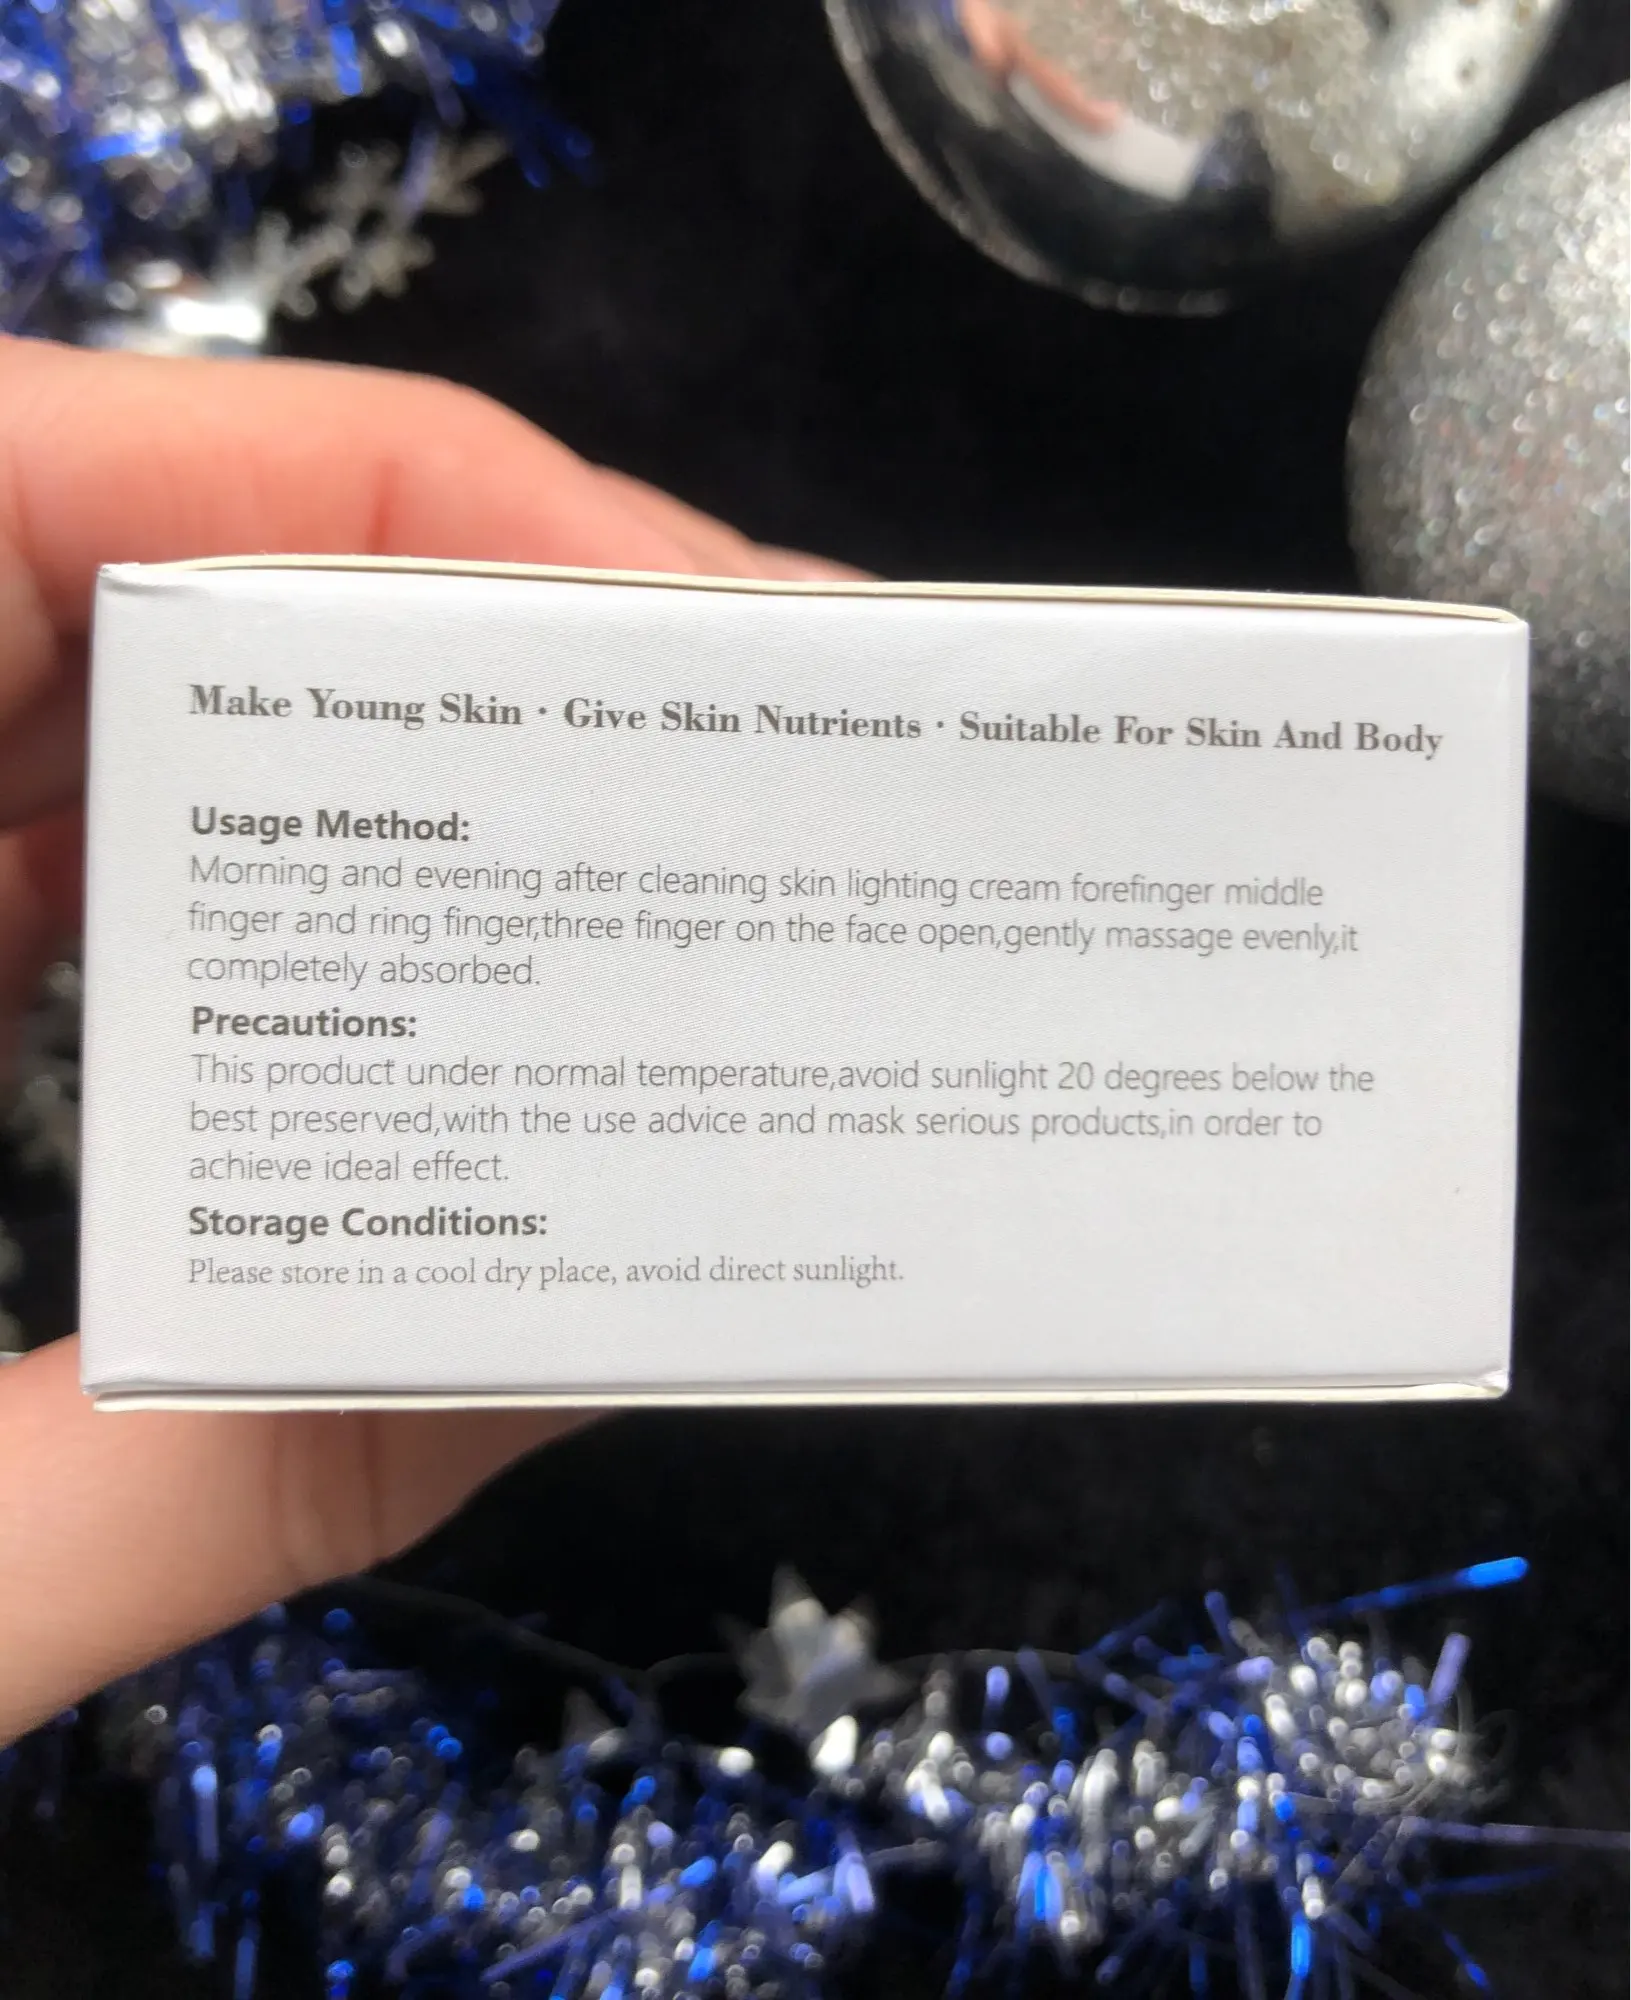 Make Young Skin · Give Skin Nutrients · Suitable For Skin And Body
Usage Method:
Morning and evening after cleaning skin lighting cream forefinger middle
finger and ring finger,three finger on the face open,gently massage evenly,it
completely absorbed.
Precautions:
This product under normal temperature,avoid sunlight 20 degrees below the
best preserved,with the use advice and mask serious products,in order to
achieve ideal effect.
Storage Conditions:
Please store in a cool dry place, avoid direct sunlight.